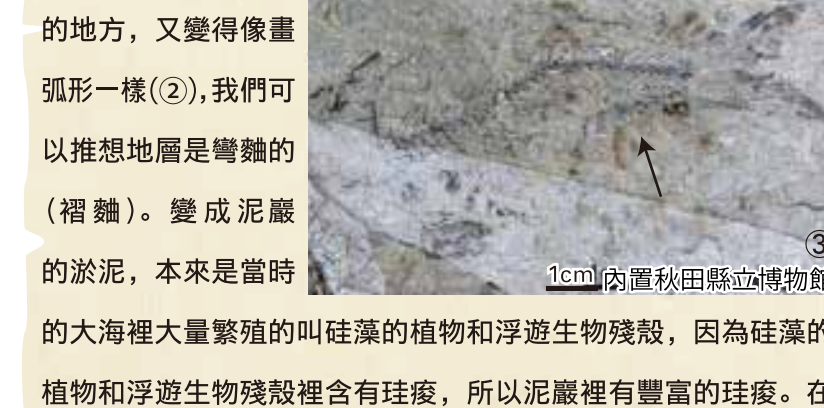 的地方，又變得像畫
弧形一樣(②),我們可
以推想地層是彎麯的
（褶麯）。變成泥巖
的淤泥，本來是當時
③
1cm 內置秋田縣立博物館
的大海裡大量繁殖的叫硅藻的植物和浮遊生物殘殼，因為硅藻的
植物和浮遊生物殘殼裡含有珪痠，所以泥巖裡有豐富的珪痠。在